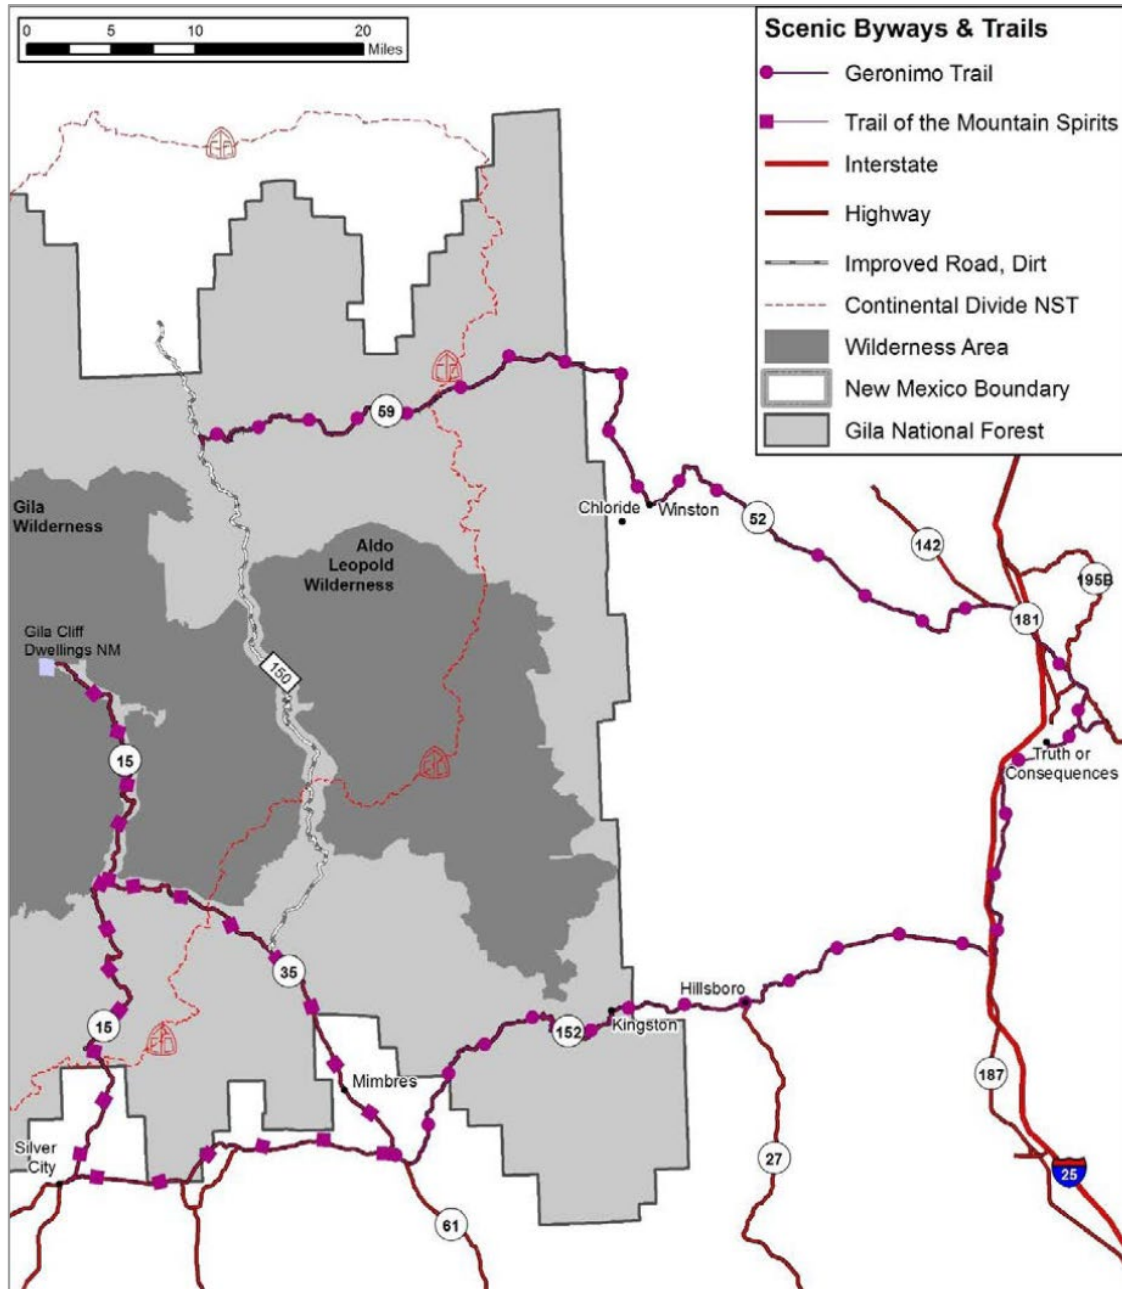 0 5 10 20
Miles
Scenic Byways & Trails
Geronimo Trail
Trail of the Mountain Spirits
Interstate
Highway
Improved Road, Dirt
Continental Divide NST
Wilderness Area
New Mexico Boundary
Gila National Forest
59
Gila
Wilderness
Chloride
Winston
52
Aldo
Leopold
Wilderness
142
195B
181
Gila Cliff
Dwellings NM
150
15
Truth or
Consequences
35
Hillsboro
15
152
Kingston
187
Mimbres
Silver
City
27
25
61